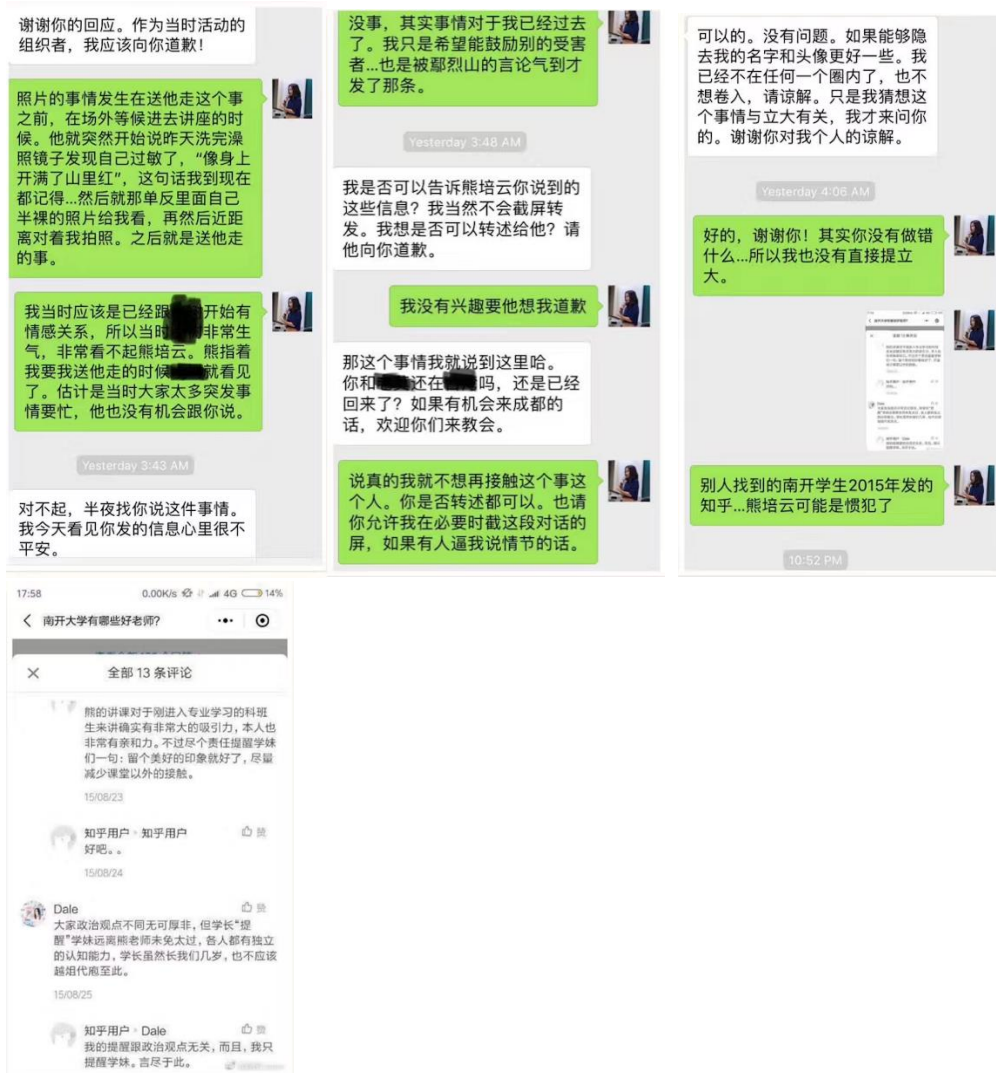 谢谢你的回应。作为当时活动的
组织者，我应该向你道歉！
照片的事情发生在送他走这个事
之前，在场外等候进去讲座的时
候。他就突然开始说昨天洗完澡
照镜子发现自己过敏了，“像身上
开满了山里红”，这句话我到现在
都记得...然后就那单反里面自己
半裸的照片给我看，再然后近距
离对着我拍照。之后就是送他走
的事。
我当时应该是已经跟
开始有
情感关系，所以当时
非常生
气，非常看不起熊培云。熊指着
我要我送他走的时候
就看见
了。估计是当时大家太多突发事
情要忙，他也没有机会跟你说。
Yesterday 3:43 AM
对不起，半夜找你说这件事情。
我今天看见你发的信息心里很不
平安。
没事，其实事情对于我已经过去
了。我只是希望能鼓励别的受害
者...也是被鄢烈山的言论气到才
发了那条。
Yesterday 3:48 AM
我是否可以告诉熊培云你说到的
这些信息？我当然不会截屏转
发。我想是否可以转述给他？请
他向你道歉。
我没有兴趣要他想我道歉
那这个事情我就说到这里哈。
你和
还在
吗，还是已经
回来了？如果有机会来成都的
话，欢迎你们来教会。
说真的我就不想再接触这个事这
个人。你是否转述都可以。也请
你允许我在必要时截这段对话的
屏，如果有人逼我说情节的话。
可以的。没有问题。如果能够隐
去我的名字和头像更好一些。我
已经不在任何一个圈内了，也不
想卷入，请谅解。只是我猜想这
个事情与立大有关，我才来问你
的。谢谢你对我个人的谅解。
Yesterday 4:06 AM
好的，谢谢你！其实你没有做错
什么...所以我也没有直接提立
大。
别人找到的南开学生2015年发的
知乎...熊培云可能是惯犯了
10:52 PM
17:58
0.00K/s 4G 14%
南开大学有哪些好老师?
全部 13 条评论
熊的讲课对于刚进入专业学习的科班
生来讲确实有非常大的吸引力，本人也
非常有亲和力。不过尽个责任提醒学妹
们一句：留个美好的印象就好了，尽量
减少课堂以外的接触。
15/08/23
知乎用户 知乎用户
赞
好吧。。
15/08/24
Dale
赞
大家政治观点不同无可厚非，但学长“提
醒”学妹远离熊老师未免太过，各人都有独立
的认知能力，学长虽然长我们几岁，也不应该
越俎代庖至此。
15/08/25
知乎用户 Dale
赞
我的提醒跟政治观点无关，而且，我只
提醒学妹。言尽于此。